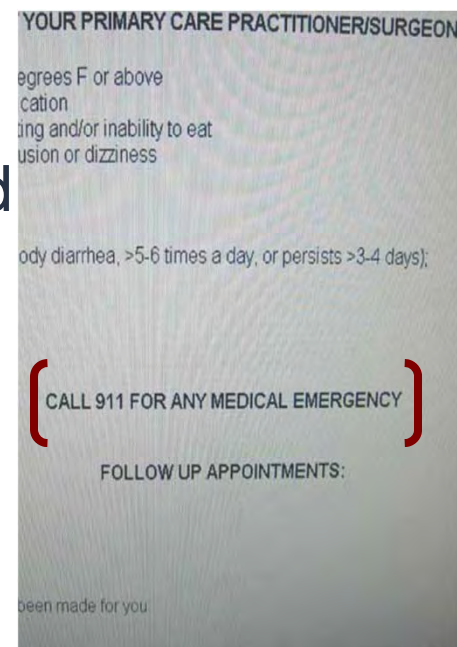 YOUR PRIMARY CARE PRACTITIONER/SURGEON
egrees F or above
cation
ting and/or inability to eat
usion or dizziness
d
ody diarrhea, >5-6 times a day, or persists >3-4 days);
CALL 911 FOR ANY MEDICAL EMERGENCY
FOLLOW UP APPOINTMENTS:
been made for you